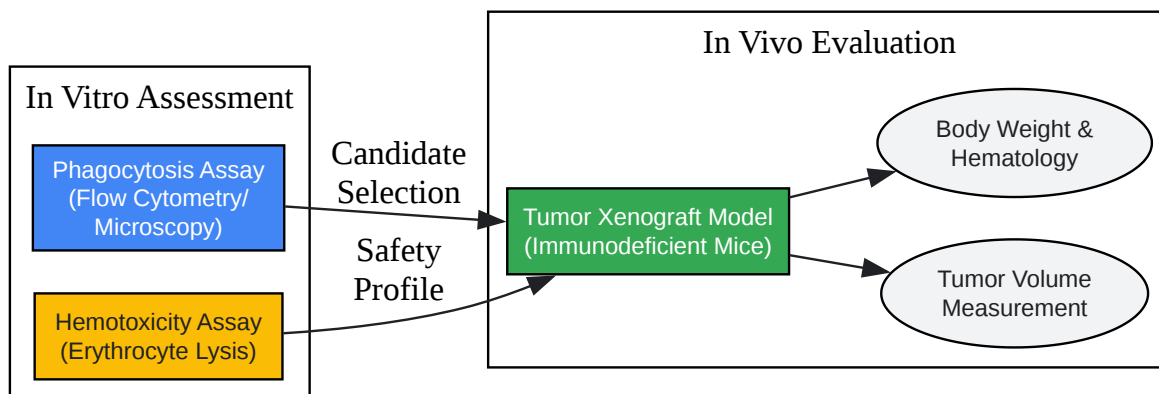 In Vitro Assessment
Phagocytosis Assay
(Flow Cytometry/
Microscopy)
Hemotoxicity Assay
(Erythrocyte Lysis)
Candidate
Selection
Safety
Profile
In Vivo Evaluation
Tumor Xenograft Model
(Immunodeficient Mice)
Body Weight &
Hematology
Tumor Volume
Measurement